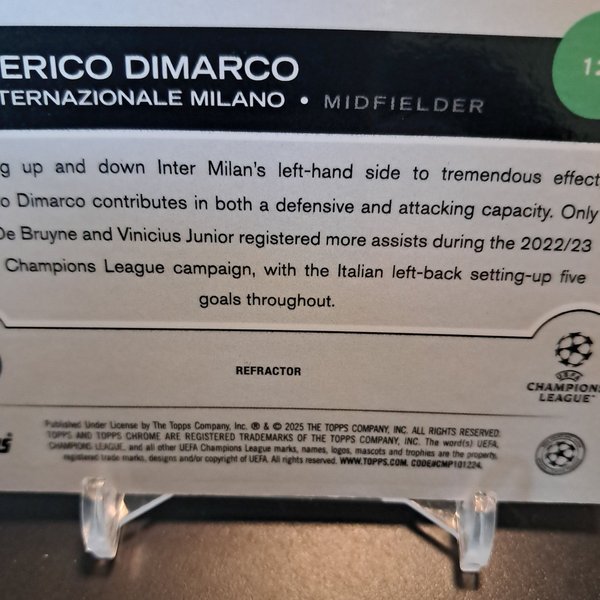 ERICO DIMARCO
TERNAZIONALE MILANO • MIDFIELDER
12
g up and down Inter Milan's left-hand side to tremendous effect
o Dimarco contributes in both a defensive and attacking capacity. Only
De Bruyne and Vinicius Junior registered more assists during the 2022/23
Champions League campaign, with the Italian left-back setting-up five
goals throughout.
REFRACTOR
UEFA
CHAMPIONS
LEAGUE
Published Under License by The Topps Company, Inc. ® & © 2025 THE TOPPS COMPANY, INC. ALL RIGHTS RESERVED.
TOPPS AND TOPPS CHROME ARE REGISTERED TRADEMARKS OF THE TOPPS COMPANY, INC. The word(s) UEFA,
CHAMPIONS LEAGUE, and all other UEFA Champions League marks, names, logos, mascots and trophies are the property,
registered trade marks, designs and/or copyright of UEFA. All rights reserved. WWW.TOPPS.COM. CODE#CMP101224.